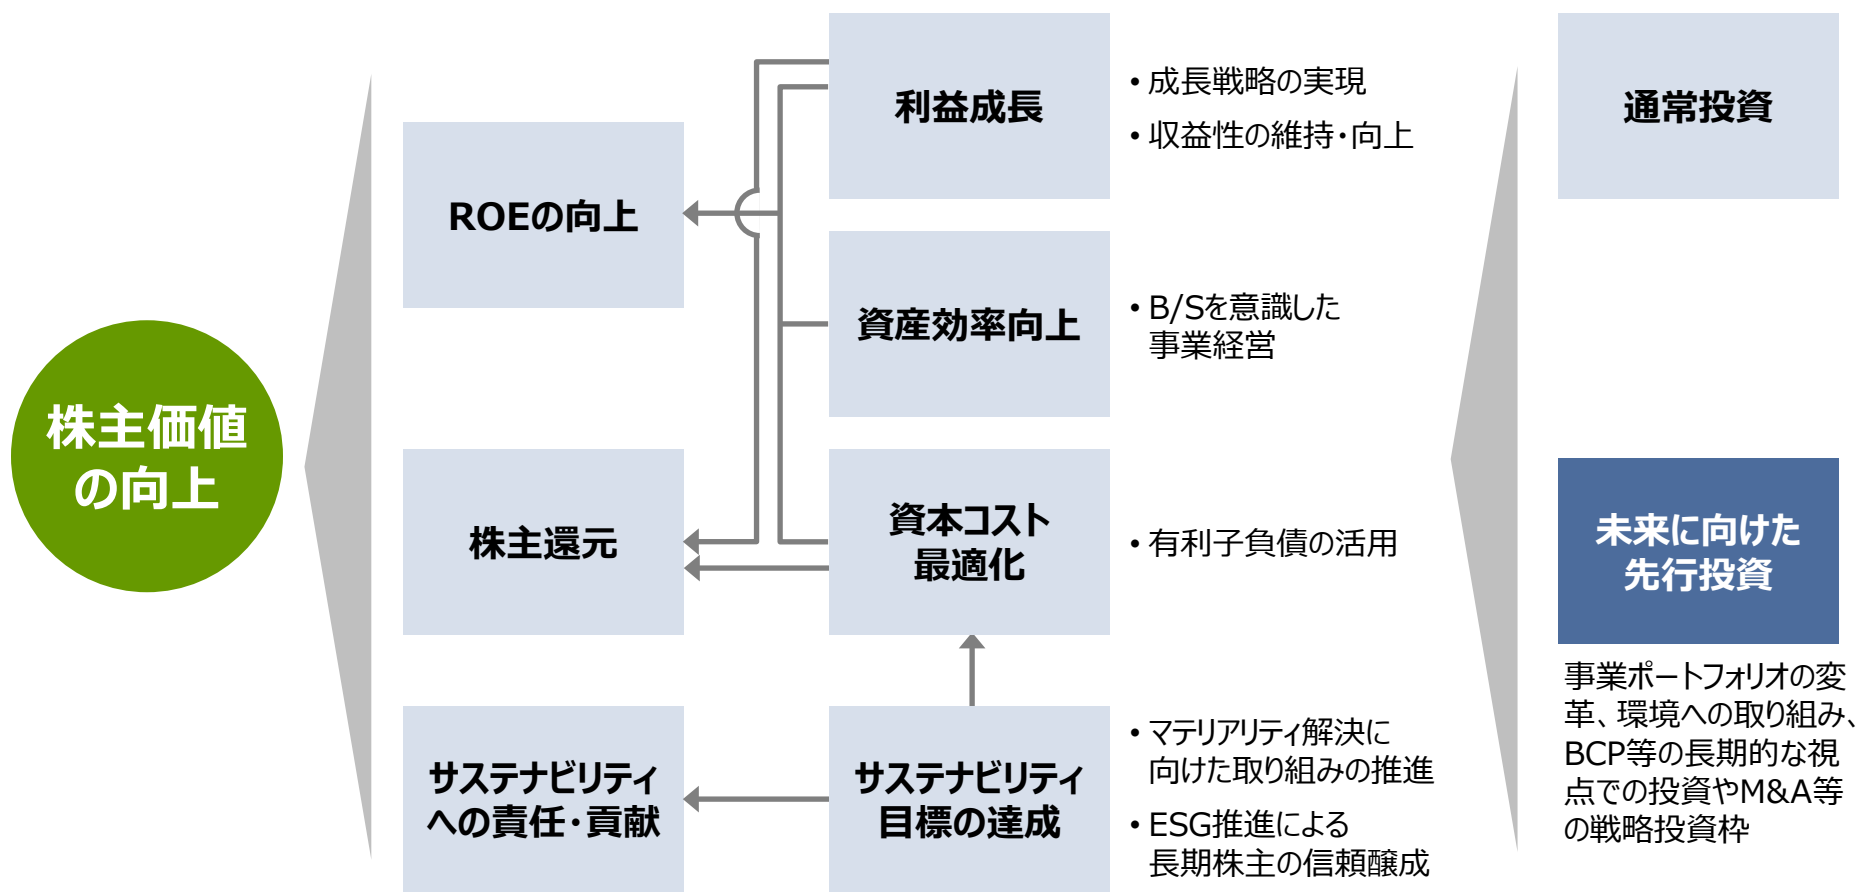 株主価値
の向上
ROEの向上
株主還元
サステナビリティ
への責任・貢献
利益成長
・成長戦略の実現
・収益性の維持・向上
資産効率向上
・B/Sを意識した
事業経営
資本コスト
最適化
・有利子負債の活用
サステナビリティ
目標の達成
・マテリアリティ解決に
向けた取り組みの推進
・ESG推進による
長期株主の信頼醸成
通常投資
未来に向けた
先行投資
事業ポートフォリオの変
革、環境への取り組み、
BCP等の長期的な視
点での投資やM&A等
の戦略投資枠